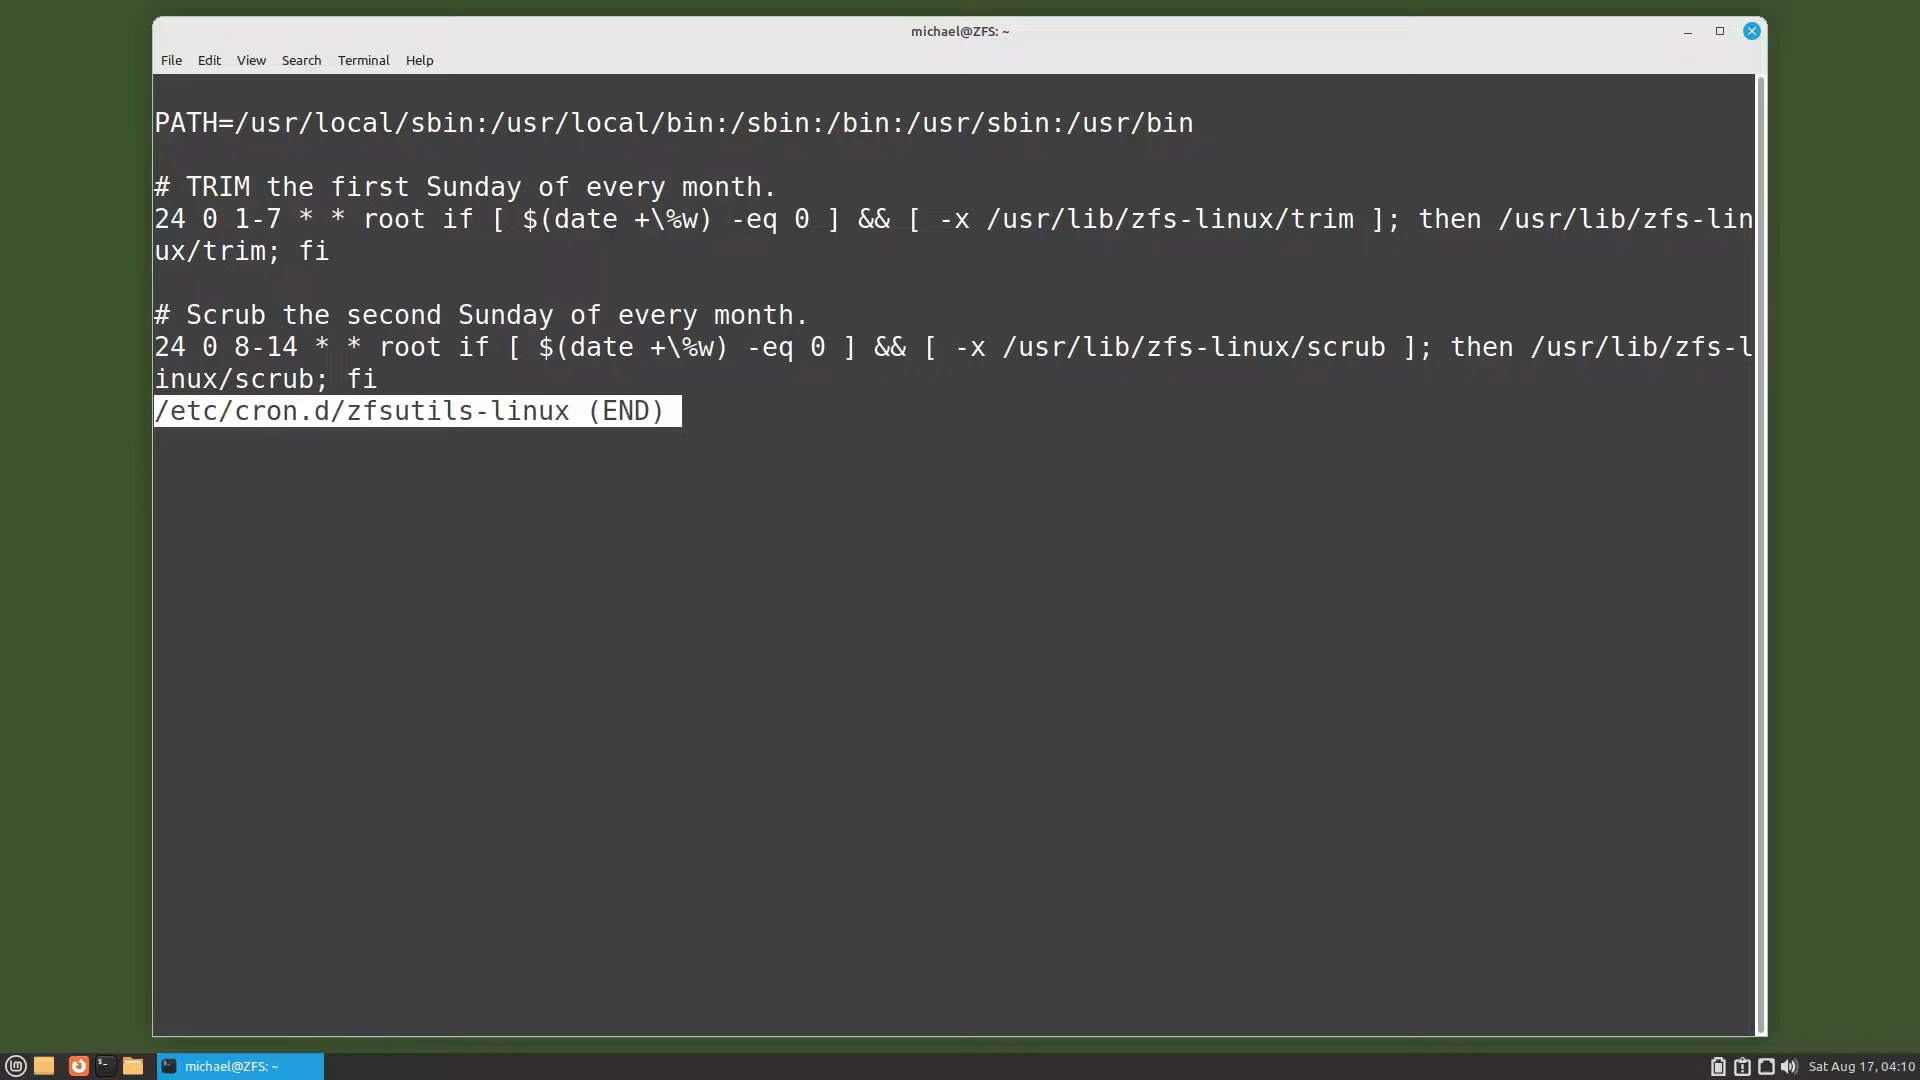 michael@ZFS: ~
File Edit View Search Terminal Help
PATH=/usr/local/sbin:/usr/local/bin:/sbin:/bin:/usr/sbin:/usr/bin
# TRIM the first Sunday of every month.
24 0 1-7 * * root if [ $(date +\%w) -eq 0 ] && [ -x /usr/lib/zfs-linux/trim ]; then /usr/lib/zfs-lin
ux/trim; fi
# Scrub the second Sunday of every month.
24 0 8-14 * * root if [ $(date +\%w) -eq 0 ] && [ -x /usr/lib/zfs-linux/scrub ]; then /usr/lib/zfs-l
inux/scrub; fi
/etc/cron.d/zfsutils-linux (END)
michael@ZFS: ~
Sat Aug 17, 04:10